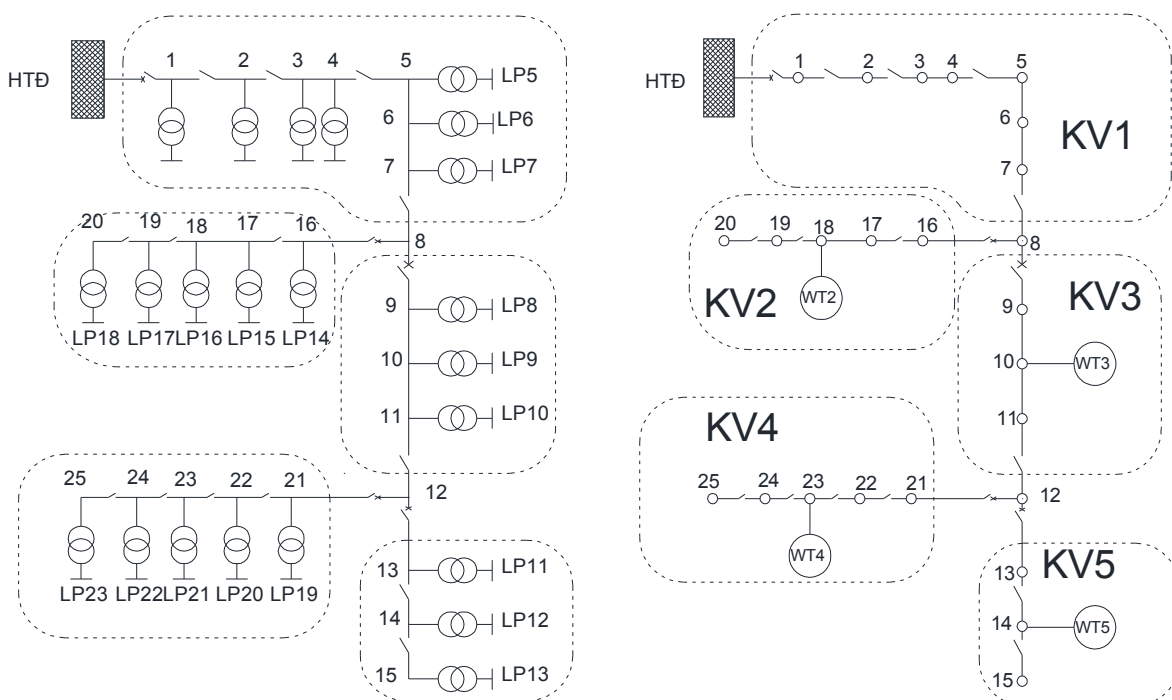 1 2 3 4 5
HTĐ
LP5
6 LP6
7 LP7
20 19 18 17 16
8
LP18 LP17 LP16 LP15 LP14
9 LP8
10 LP9
11 LP10
25 24 23 22 21
12
LP23 LP22 LP21 LP20 LP19
13 LP11
14 LP12
15 LP13
1 2 3 4 5
HTĐ
6
KV1
7
20 19 18 17 16
8
WT2
KV2
KV3
9
10 WT3
11
KV4
25 24 23 22 21
12
WT4
KV5
13
14 WT5
15